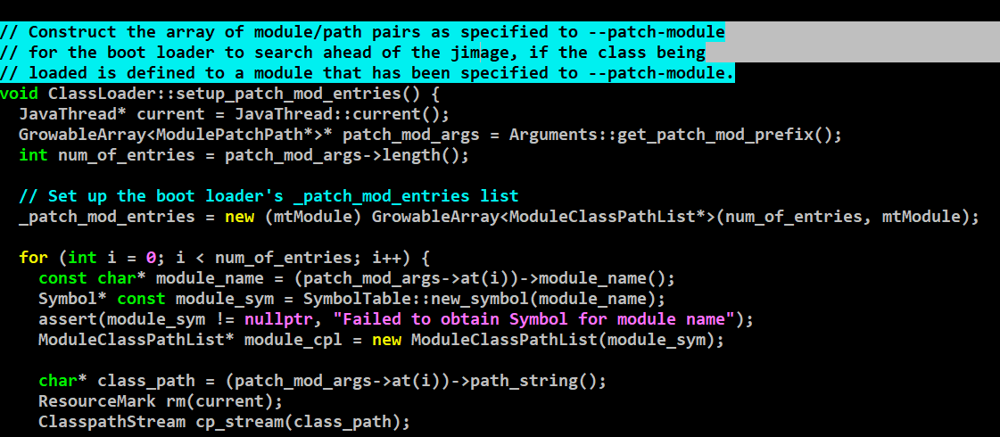 // Construct the array of module/path pairs as specified to --patch-module
// for the boot loader to search ahead of the jimage, if the class being
// loaded is defined to a module that has been specified to --patch-module.
void ClassLoader::setup_patch_mod_entries() {
  JavaThread* current = JavaThread::current();
  GrowableArray<ModulePatchPath*>* patch_mod_args = Arguments::get_patch_mod_prefix();
  int num_of_entries = patch_mod_args->length();

  // Set up the boot loader's _patch_mod_entries list
  _patch_mod_entries = new (mtModule) GrowableArray<ModuleClassPathList*>(num_of_entries, mtModule);

  for (int i = 0; i < num_of_entries; i++) {
    const char* module_name = (patch_mod_args->at(i))->module_name();
    Symbol* const module_sym = SymbolTable::new_symbol(module_name);
    assert(module_sym != nullptr, "Failed to obtain Symbol for module name");
    ModuleClassPathList* module_cpl = new ModuleClassPathList(module_sym);

    char* class_path = (patch_mod_args->at(i))->path_string();
    ResourceMark rm(current);
    ClasspathStream cp_stream(class_path);